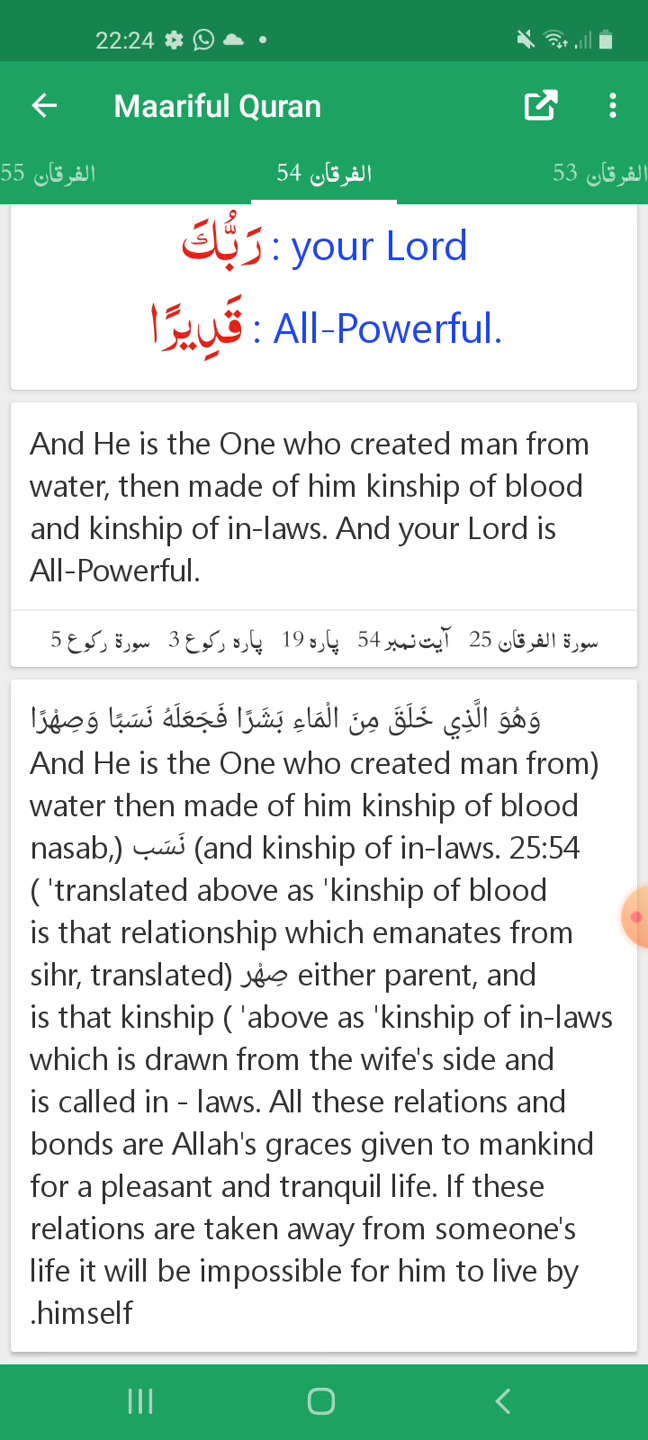 22:24
Maariful Quran
الفرقان 55
الفرقان 54
الفرقان 53
رَبُّكَ : your Lord
قَدِيرًا : All-Powerful.
And He is the One who created man from
water, then made of him kinship of blood
and kinship of in-laws. And your Lord is
All-Powerful.
سورة الفرقان 25 آیت نمبر 54 پارہ 19 پارہ رکوع 3 سورة رکوع 5
وَهُوَ الَّذِي خَلَقَ مِنَ الْمَاءِ بَشَرًا فَجَعَلَهُ نَسَبًا وَصِهْرًا
And He is the One who created man from)
water then made of him kinship of blood
nasab,) نَسَب (and kinship of in-laws. 25:54
( 'translated above as 'kinship of blood
is that relationship which emanates from
sihr, translated) صِهْر either parent, and
is that kinship ( 'above as 'kinship of in-laws
which is drawn from the wife's side and
is called in - laws. All these relations and
bonds are Allah's graces given to mankind
for a pleasant and tranquil life. If these
relations are taken away from someone's
life it will be impossible for him to live by
.himself